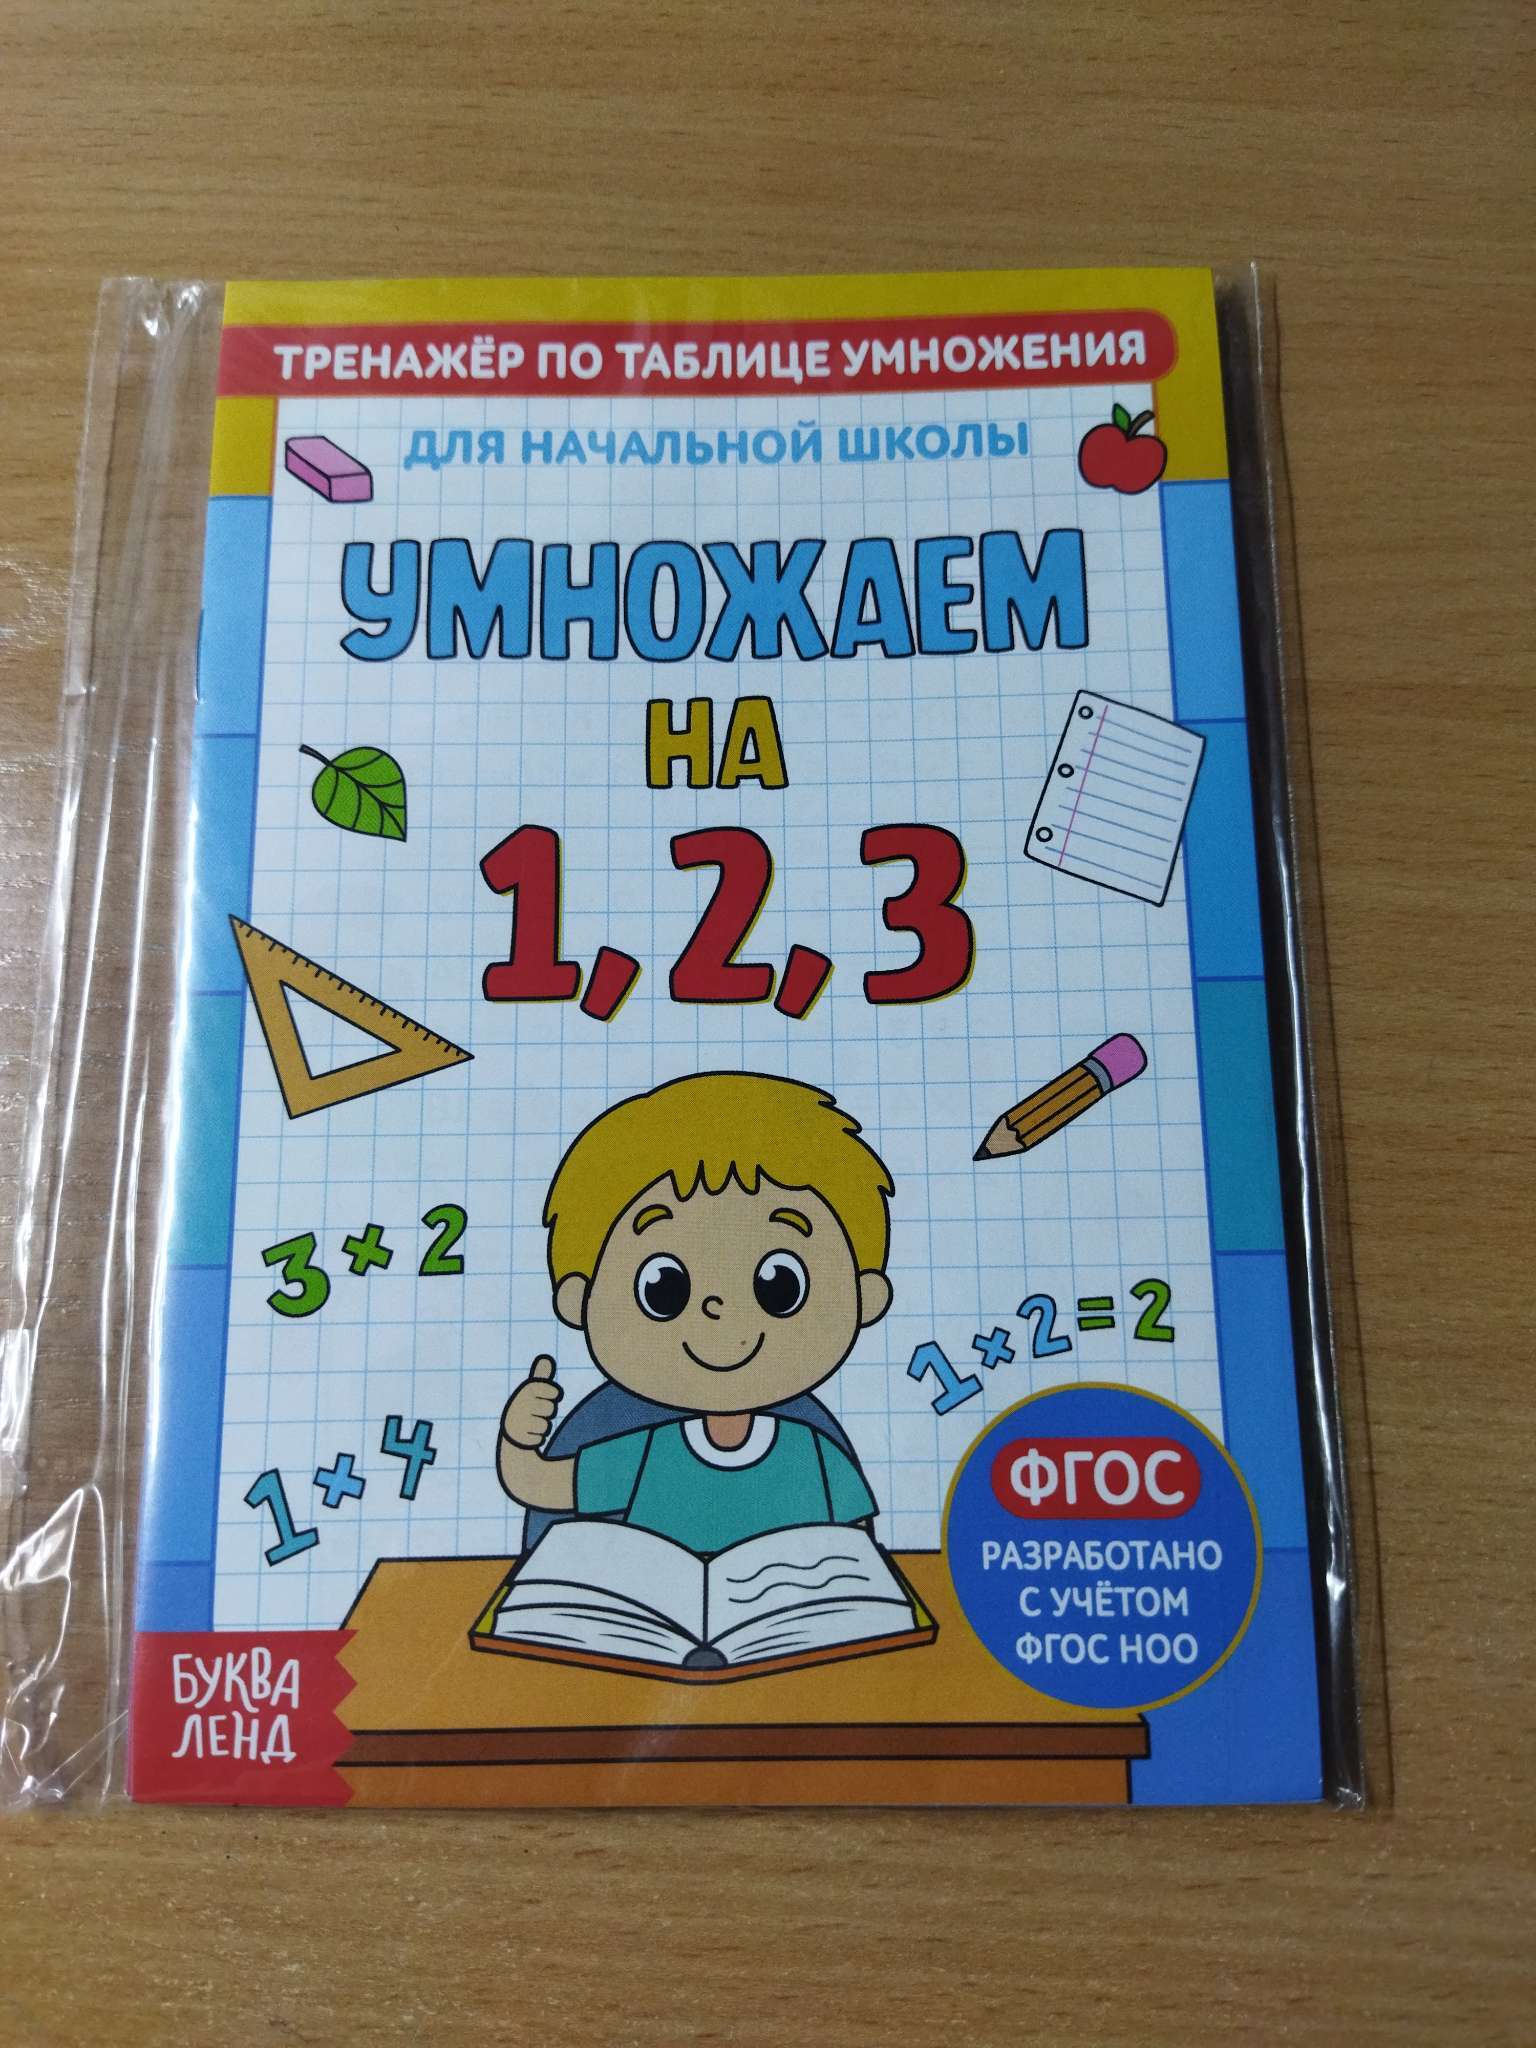 ТРЕНАЖЁР ПО ТАБЛИЦЕ УМНОЖЕНИЯ
ДЛЯ НАЧАЛЬНОЙ ШКОЛЫ
УМНОЖАЕМ
НА
1, 2, 3
3 × 2
1 × 2 = 2
1 × 4
ФГОС
РАЗРАБОТАНО
С УЧЁТОМ
ФГОС НОО
БУКВА
ЛЕНД